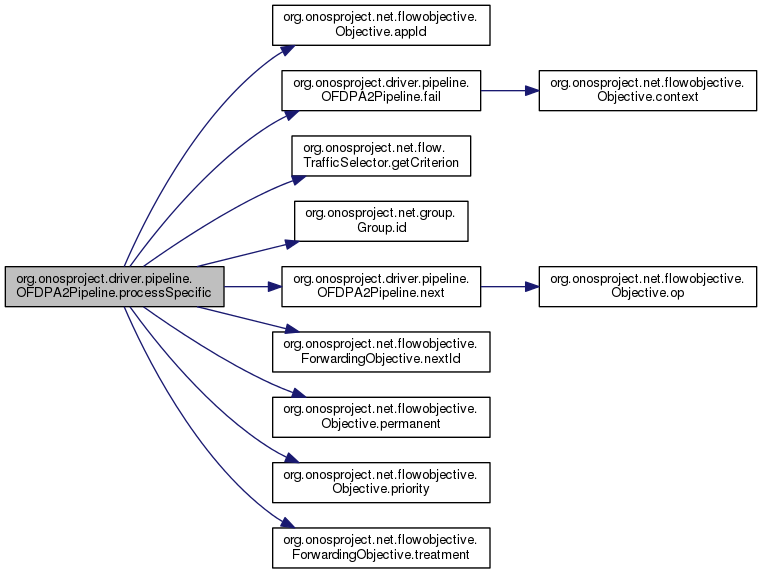 org.onosproject.net.flowobjective.
Objective.appId
org.onosproject.driver.pipeline.
OFDPA2Pipeline.fail
org.onosproject.net.flowobjective.
Objective.context
org.onosproject.net.flow.
TrafficSelector.getCriterion
org.onosproject.net.group.
Group.id
org.onosproject.driver.pipeline.
OFDPA2Pipeline.processSpecific
org.onosproject.driver.pipeline.
OFDPA2Pipeline.next
org.onosproject.net.flowobjective.
Objective.op
org.onosproject.net.flowobjective.
ForwardingObjective.nextId
org.onosproject.net.flowobjective.
Objective.permanent
org.onosproject.net.flowobjective.
Objective.priority
org.onosproject.net.flowobjective.
ForwardingObjective.treatment